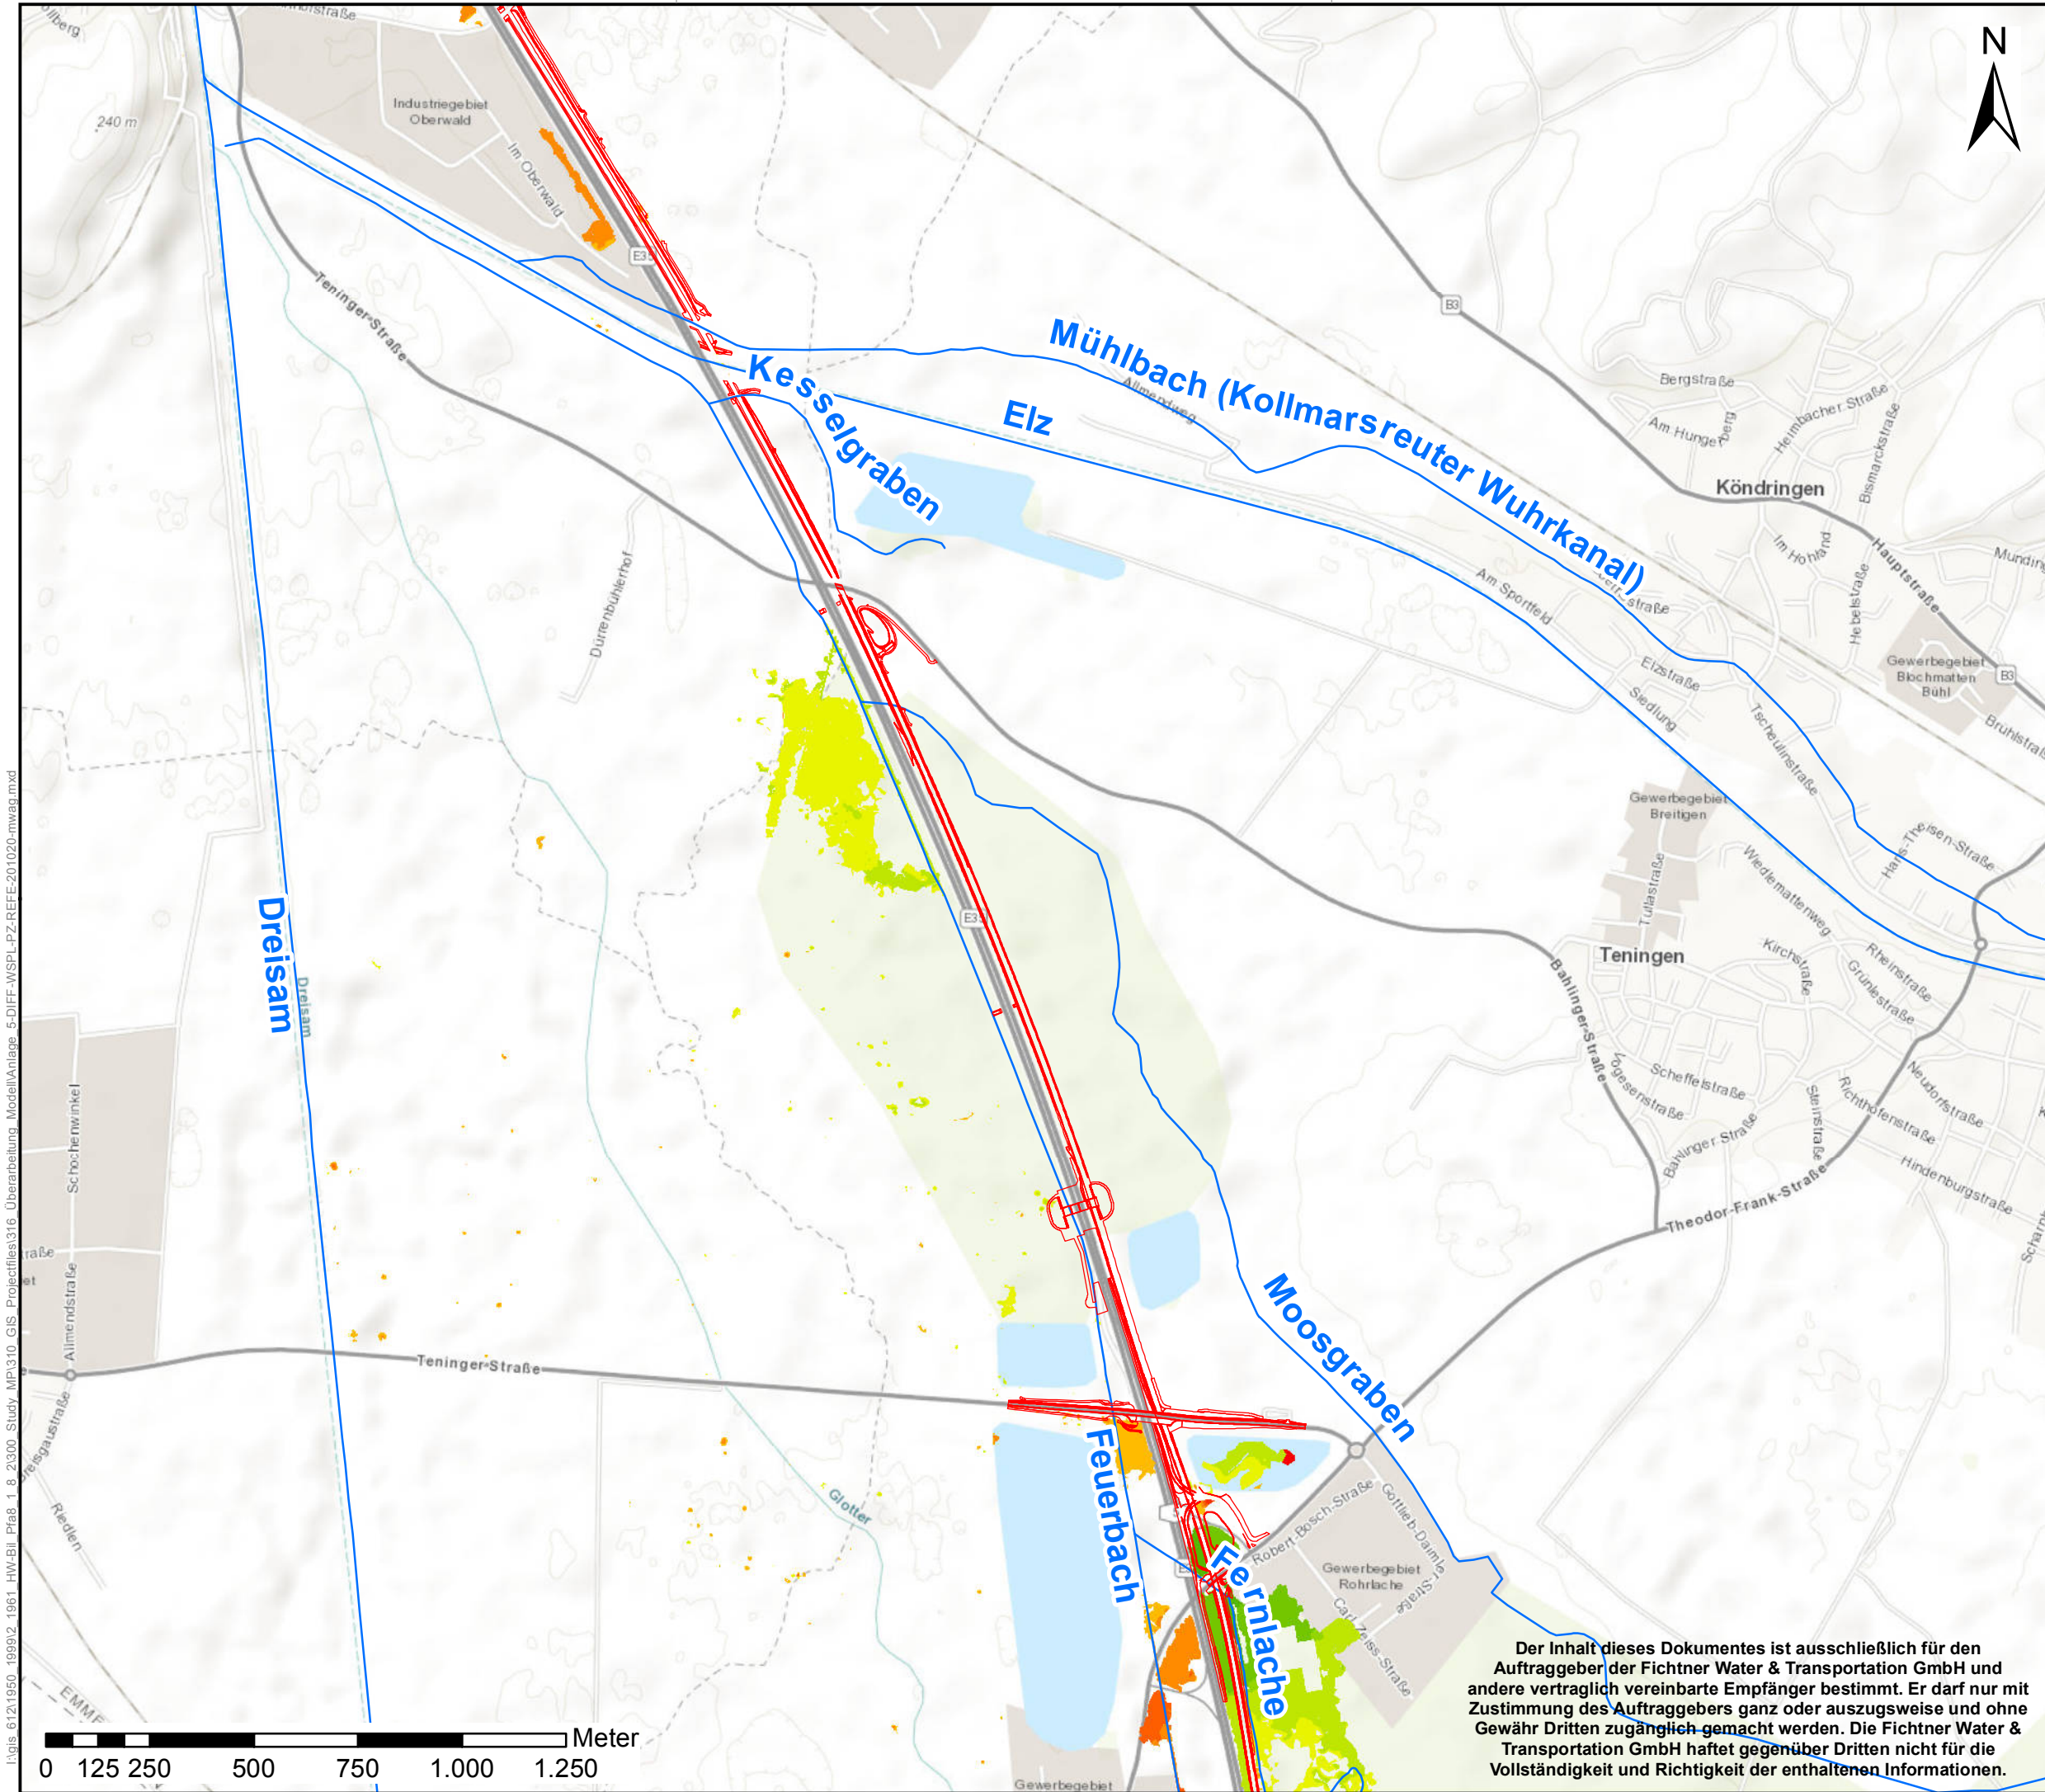 N
240 m
Industriegebiet
Oberwald
Im Oberwald
Teninger-Straße
Kesselgraben
Elz
Allmendweg
Mühlbach (Kollmarsreuter Wuhrkanal)
B3
Bergstraße
Am Hungerberg
Heimbacher Straße
Bismarckstraße
Köndringen
Im Hohland
Hauptstraße
Hebelstraße
Gewerbegebiet
Blochmatten
Bühl
B3
Am Sportfeld
Elzstraße
Siedlung
Tscheulinstraße
Dürrenbühlerhof
Gewerbegebiet
Breitigen
Tullastraße
Wiedlemattenweg
Hans-Theisen-Straße
Teningen
Kirchstraße
Rheinstraße
Grünlestraße
Bahlinger-Straße
Vogesenstraße
Scheffelstraße
Bahlinger Straße
Steinstraße
Richthofenstraße
Neudorfstraße
Hindenburgstraße
Theodor-Frank-Straße
Dreisam
Dreisam
Schochenwinkel
Allmendstraße
Teninger-Straße
Riedlen
Glotter
Feuerbach
Fernlache
Moosgraben
Robert-Bosch-Straße
Gottlieb-Daimler-Straße
Gewerbegebiet
Rohrlache
Carl-Zeiss-Straße
Gewerbegebiet
Meter
0 125 250 500 750 1.000 1.250
Der Inhalt dieses Dokumentes ist ausschließlich für den
Auftraggeber der Fichtner Water & Transportation GmbH und
andere vertraglich vereinbarte Empfänger bestimmt. Er darf nur mit
Zustimmung des Auftraggebers ganz oder auszugsweise und ohne
Gewähr Dritten zugänglich gemacht werden. Die Fichtner Water &
Transportation GmbH haftet gegenüber Dritten nicht für die
Vollständigkeit und Richtigkeit der enthaltenen Informationen.